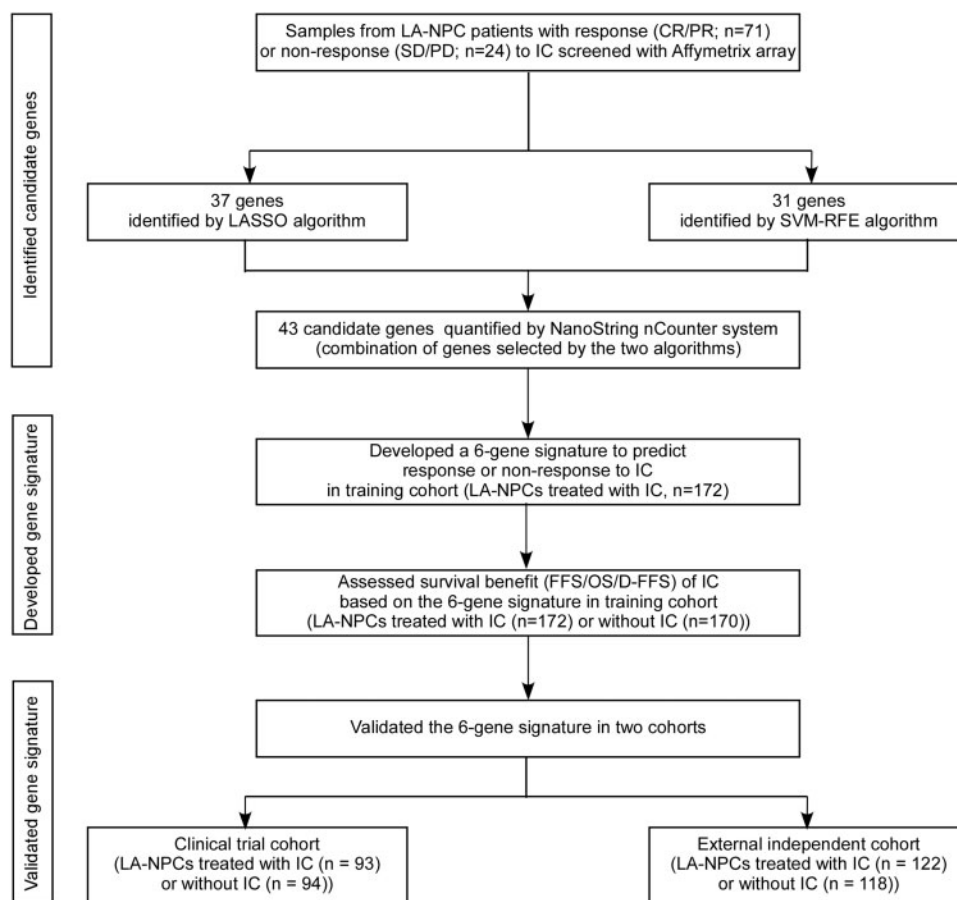 Identified candidate genes
Samples from LA-NPC patients with response (CR/PR; n=71)
or non-response (SD/PD; n=24) to IC screened with Affymetrix array
37 genes
identified by LASSO algorithm
31 genes
identified by SVM-RFE algorithm
43 candidate genes quantified by NanoString nCounter system
(combination of genes selected by the two algorithms)
Developed gene signature
Developed a 6-gene signature to predict
response or non-response to IC
in training cohort (LA-NPCs treated with IC, n=172)
Assessed survival benefit (FFS/OS/D-FFS) of IC
based on the 6-gene signature in training cohort
(LA-NPCs treated with IC (n=172) or without IC (n=170))
Validated gene signature
Validated the 6-gene signature in two cohorts
Clinical trial cohort
(LA-NPCs treated with IC (n = 93)
or without IC (n = 94))
External independent cohort
(LA-NPCs treated with IC (n = 122)
or without IC (n = 118))